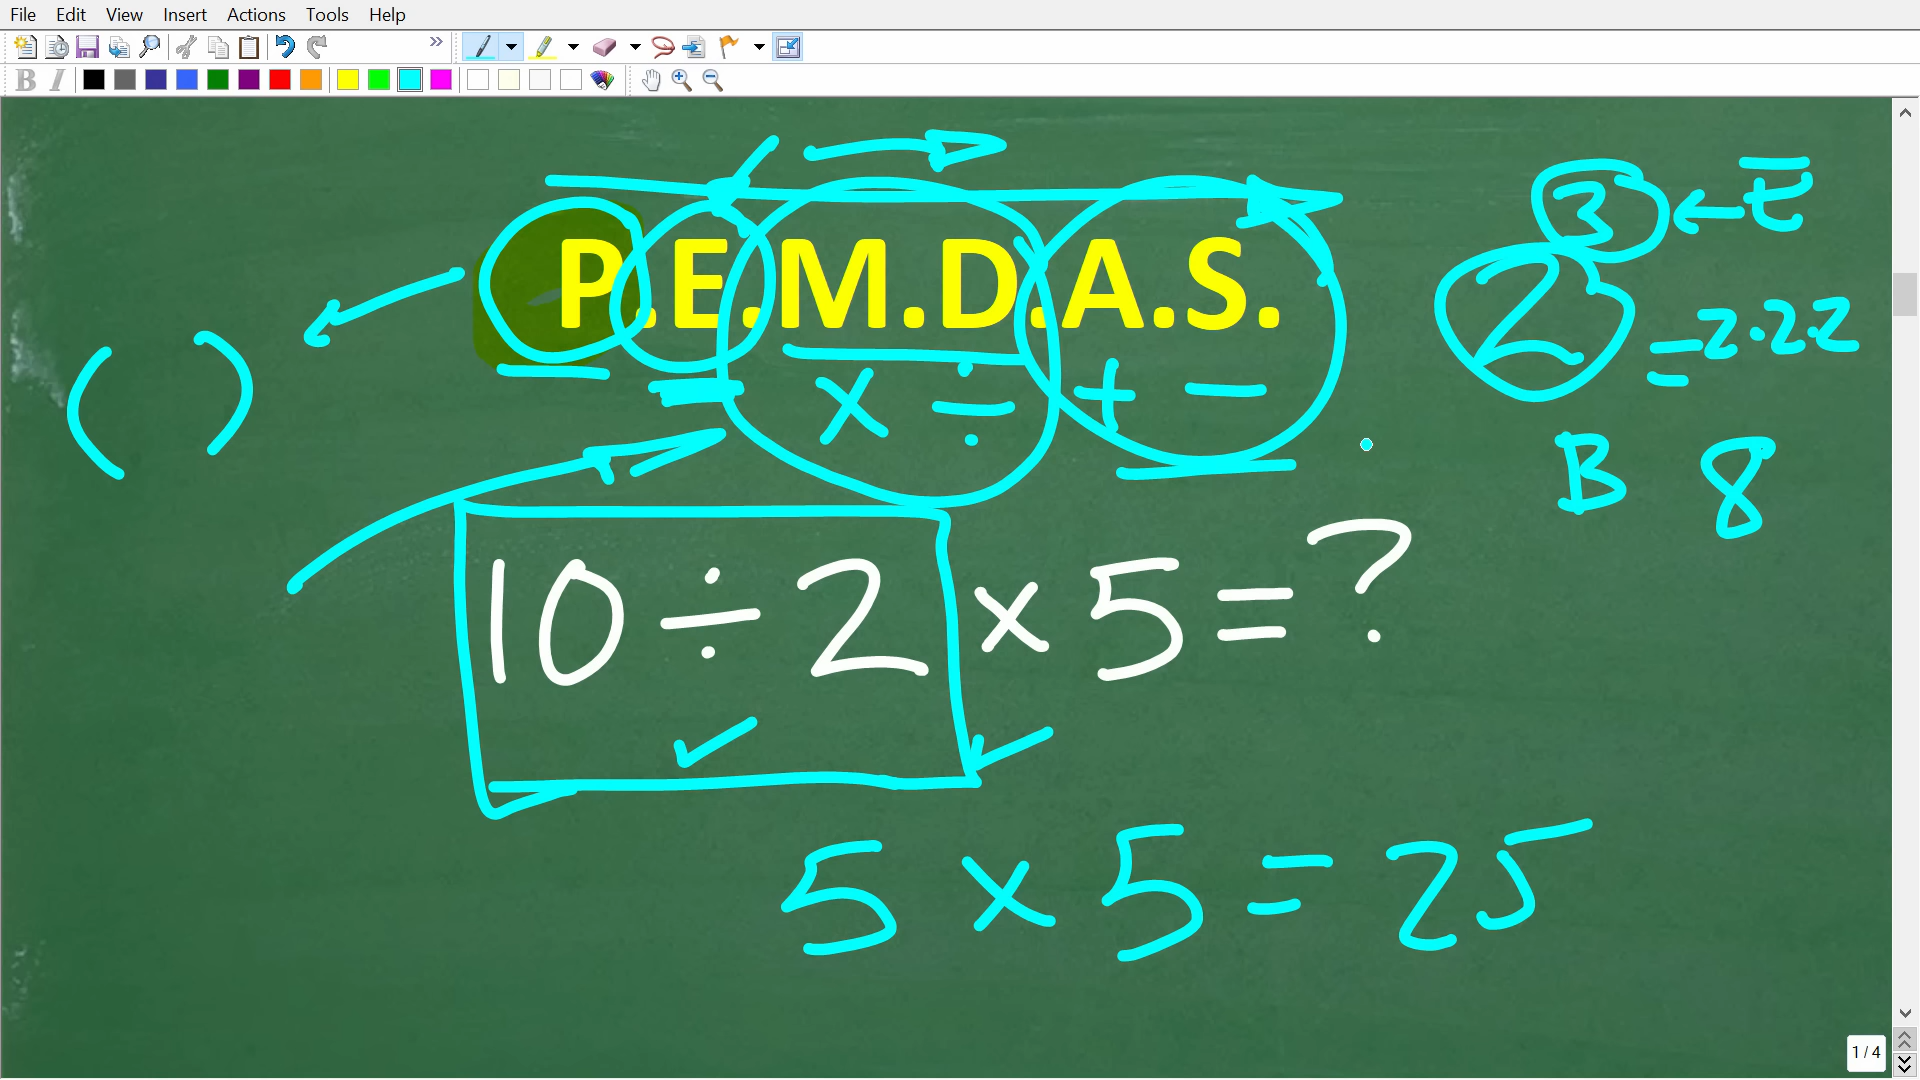 File Edit View Insert Actions Tools Help
B I
P.E.M.D.A.S.
3 ← E
2 = 2·2·2
( )
× ÷ + −
B 8
10 ÷ 2 × 5 = ?
5 × 5 = 25
1 / 4